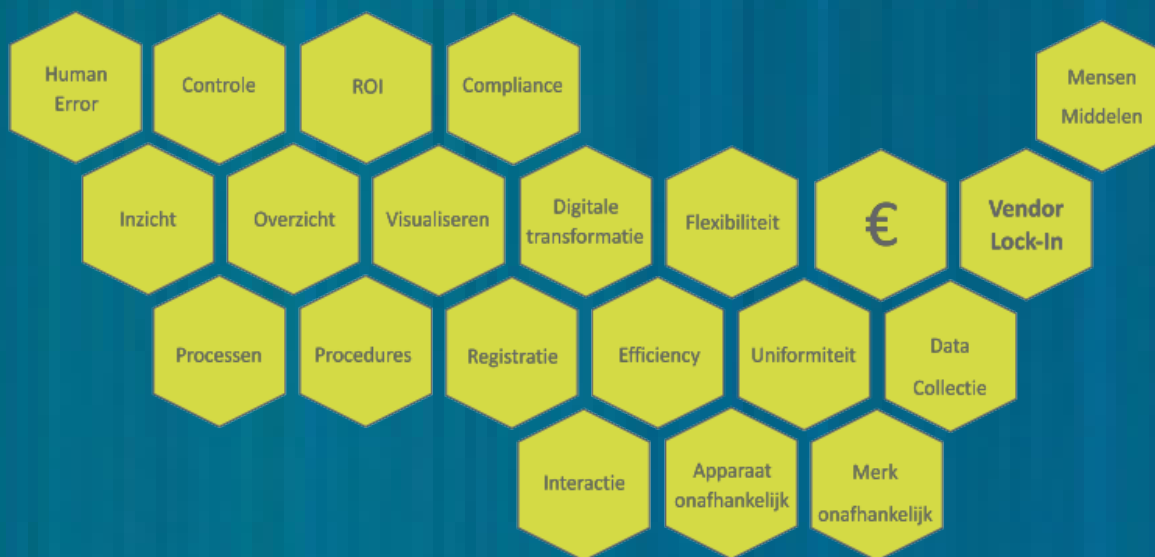 Human
Error
Controle
ROI
Compliance
Mensen
Middelen
Inzicht
Overzicht
Visualiseren
Digitale
transformatie
Flexibiliteit
€
Vendor
Lock-In
Processen
Procedures
Registratie
Efficiency
Uniformiteit
Data
Collectie
Interactie
Apparaat
onafhankelijk
Merk
onafhankelijk